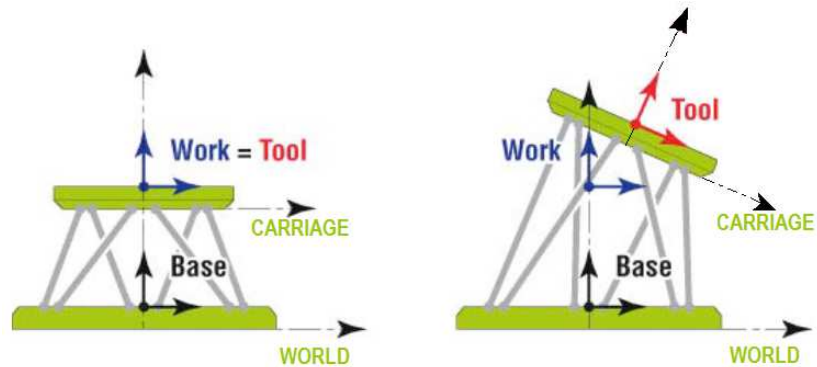 Work = Tool
CARRIAGE
Base
WORLD
Tool
Work
CARRIAGE
Base
WORLD